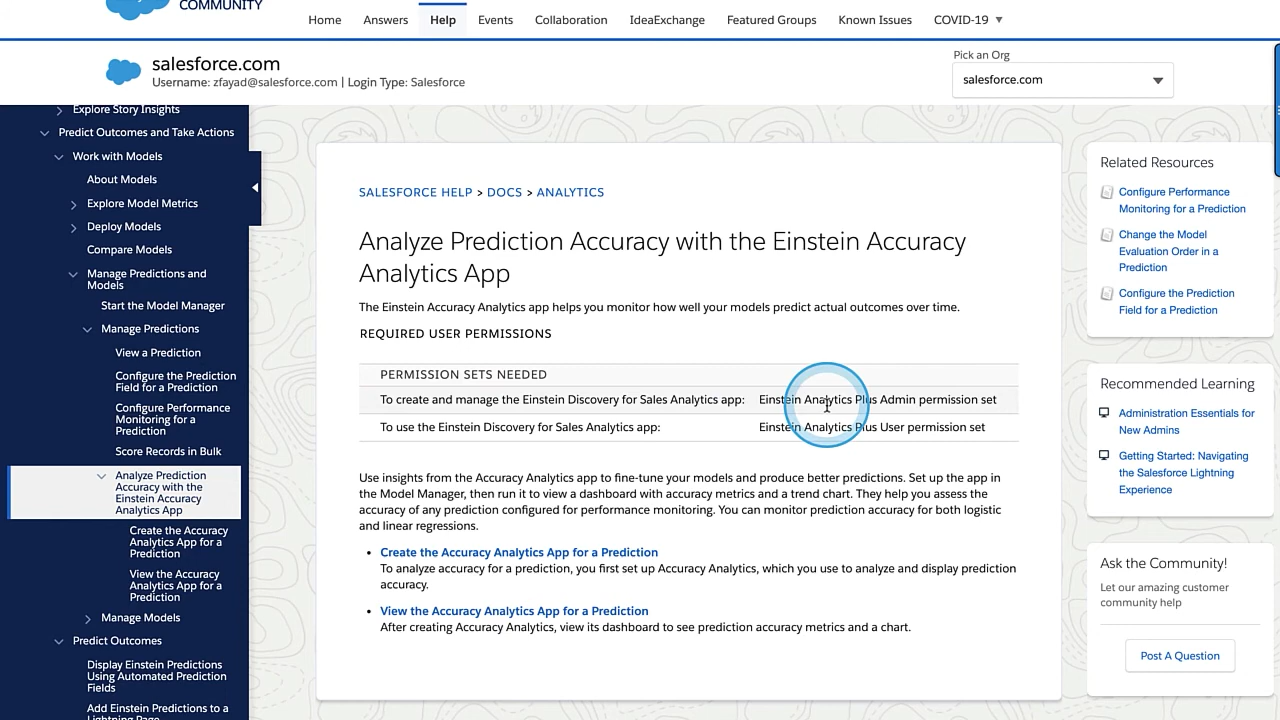 COMMUNITY
Home
Answers
Help
Events
Collaboration
IdeaExchange
Featured Groups
Known Issues
COVID-19
salesforce.com
Username: zfayad@salesforce.com | Login Type: Salesforce
Pick an Org
salesforce.com
Explore Story Insights
Predict Outcomes and Take Actions
Work with Models
About Models
Explore Model Metrics
Deploy Models
Compare Models
Manage Predictions and
Models
Start the Model Manager
Manage Predictions
View a Prediction
Configure the Prediction
Field for a Prediction
Configure Performance
Monitoring for a
Prediction
Score Records in Bulk
Analyze Prediction
Accuracy with the
Einstein Accuracy
Analytics App
Create the Accuracy
Analytics App for a
Prediction
View the Accuracy
Analytics App for a
Prediction
Manage Models
Predict Outcomes
Display Einstein Predictions
Using Automated Prediction
Fields
Add Einstein Predictions to a
Lightning Page
SALESFORCE HELP > DOCS > ANALYTICS
Analyze Prediction Accuracy with the Einstein Accuracy
Analytics App
The Einstein Accuracy Analytics app helps you monitor how well your models predict actual outcomes over time.
REQUIRED USER PERMISSIONS
PERMISSION SETS NEEDED
To create and manage the Einstein Discovery for Sales Analytics app: Einstein Analytics Plus Admin permission set
To use the Einstein Discovery for Sales Analytics app: Einstein Analytics Plus User permission set
Use insights from the Accuracy Analytics app to fine-tune your models and produce better predictions. Set up the app in
the Model Manager, then run it to view a dashboard with accuracy metrics and a trend chart. They help you assess the
accuracy of any prediction configured for performance monitoring. You can monitor prediction accuracy for both logistic
and linear regressions.
• Create the Accuracy Analytics App for a Prediction
To analyze accuracy for a prediction, you first set up Accuracy Analytics, which you use to analyze and display prediction
accuracy.
• View the Accuracy Analytics App for a Prediction
After creating Accuracy Analytics, view its dashboard to see prediction accuracy metrics and a chart.
Related Resources
Configure Performance
Monitoring for a Prediction
Change the Model
Evaluation Order in a
Prediction
Configure the Prediction
Field for a Prediction
Recommended Learning
Administration Essentials for
New Admins
Getting Started: Navigating
the Salesforce Lightning
Experience
Ask the Community!
Let our amazing customer
community help
Post A Question